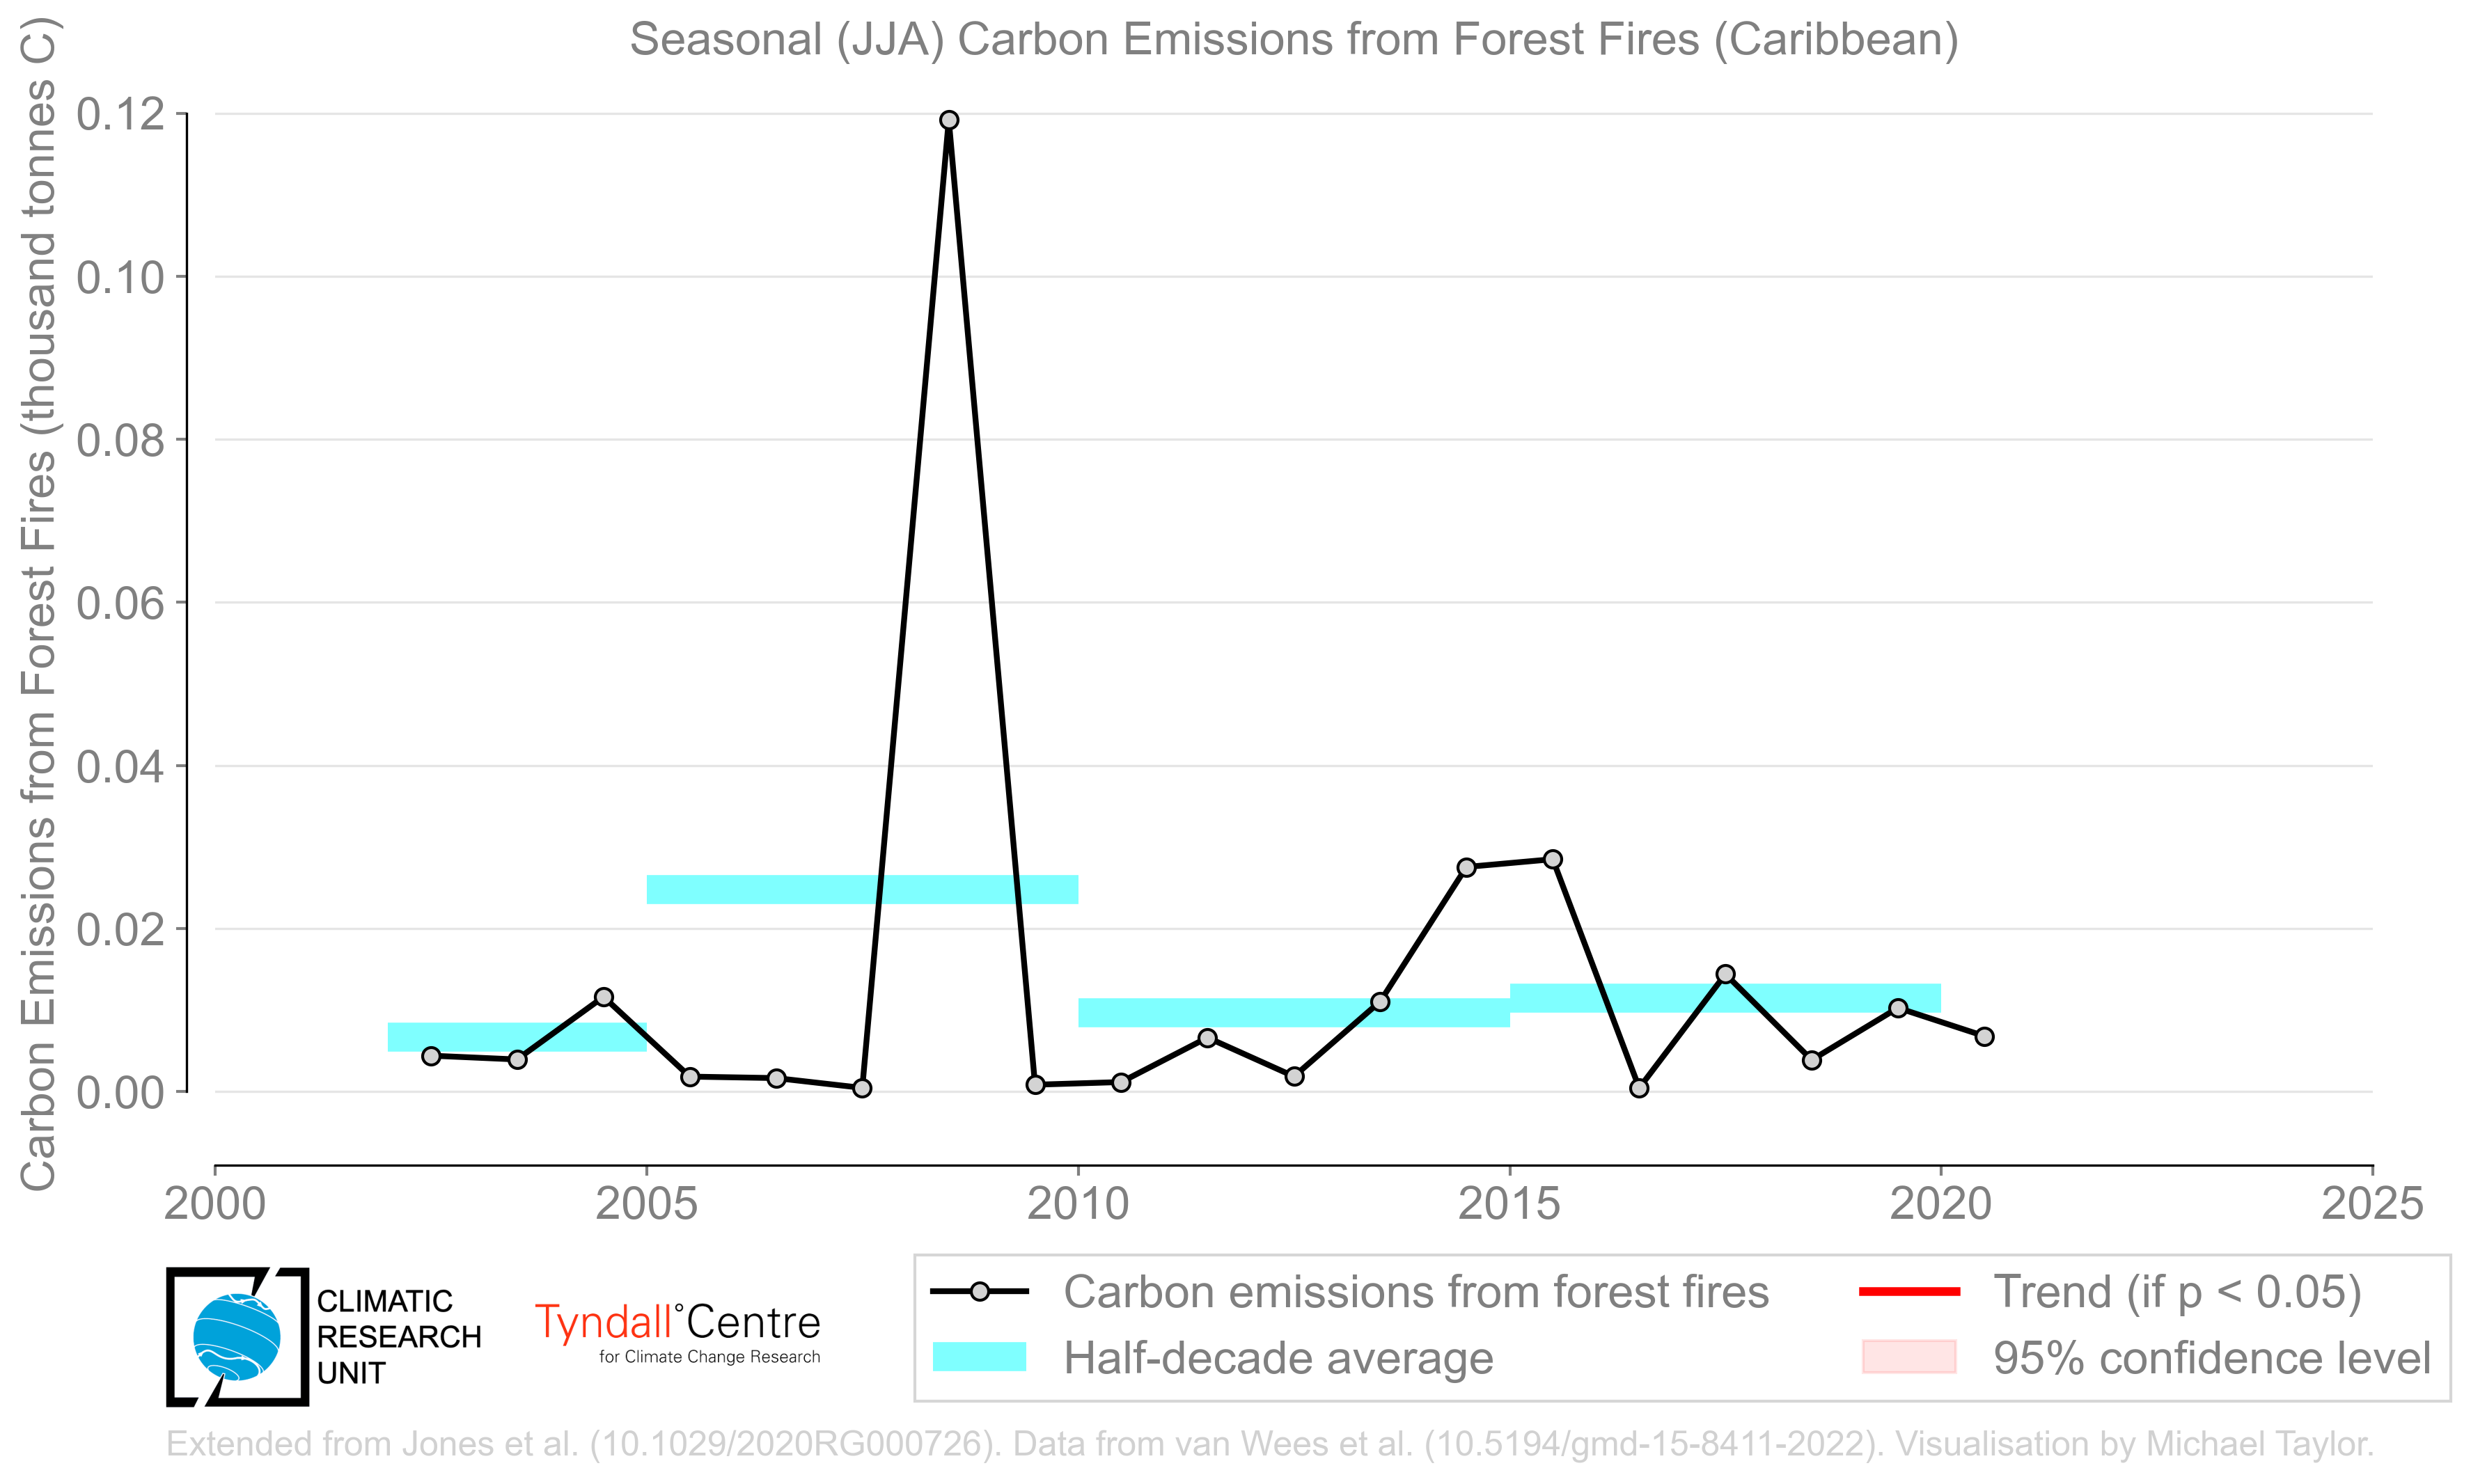 Seasonal (JJA) Carbon Emissions from Forest Fires (Caribbean)
Carbon Emissions from Forest Fires (thousand tonnes C)
0.12
0.10
0.08
0.06
0.04
0.02
0.00
2000 2005 2010 2015 2020 2025
CLIMATIC
RESEARCH
UNIT
Tyndall°Centre
for Climate Change Research
Carbon emissions from forest fires
Half-decade average
Trend (if p < 0.05)
95% confidence level
Extended from Jones et al. (10.1029/2020RG000726). Data from van Wees et al. (10.5194/gmd-15-8411-2022). Visualisation by Michael Taylor.